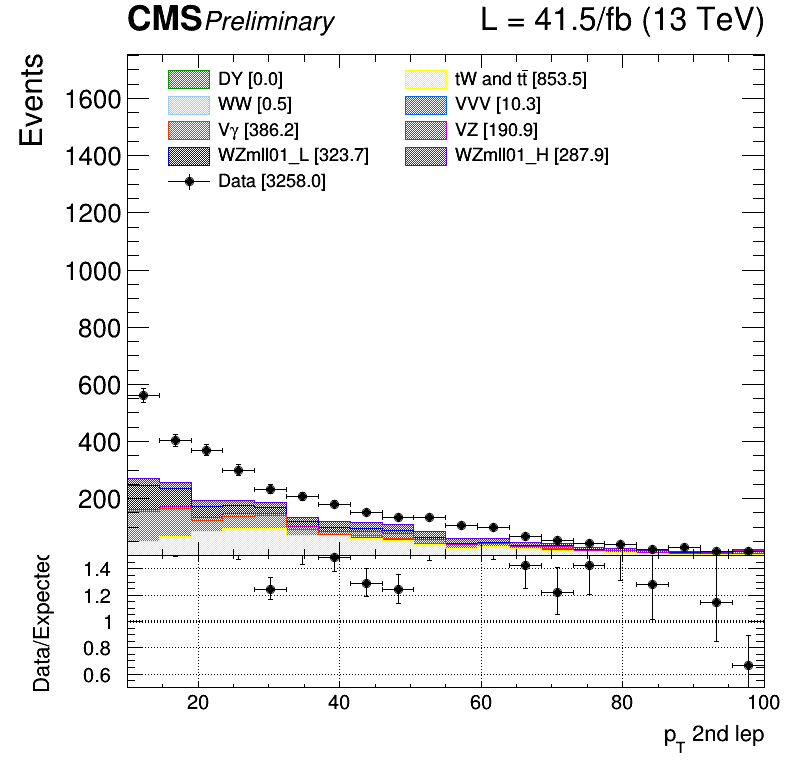 CMS Preliminary L = 41.5/fb (13 TeV)
Events
DY [0.0]
tW and tt̄ [853.5]
WW [0.5]
VVV [10.3]
Vγ [386.2]
VZ [190.9]
WZmll01_L [323.7]
WZmll01_H [287.9]
Data [3258.0]
1600
1400
1200
1000
800
600
400
200
Data/Expected
1.4
1.2
1
0.8
0.6
20 40 60 80 100
p_T 2nd lep